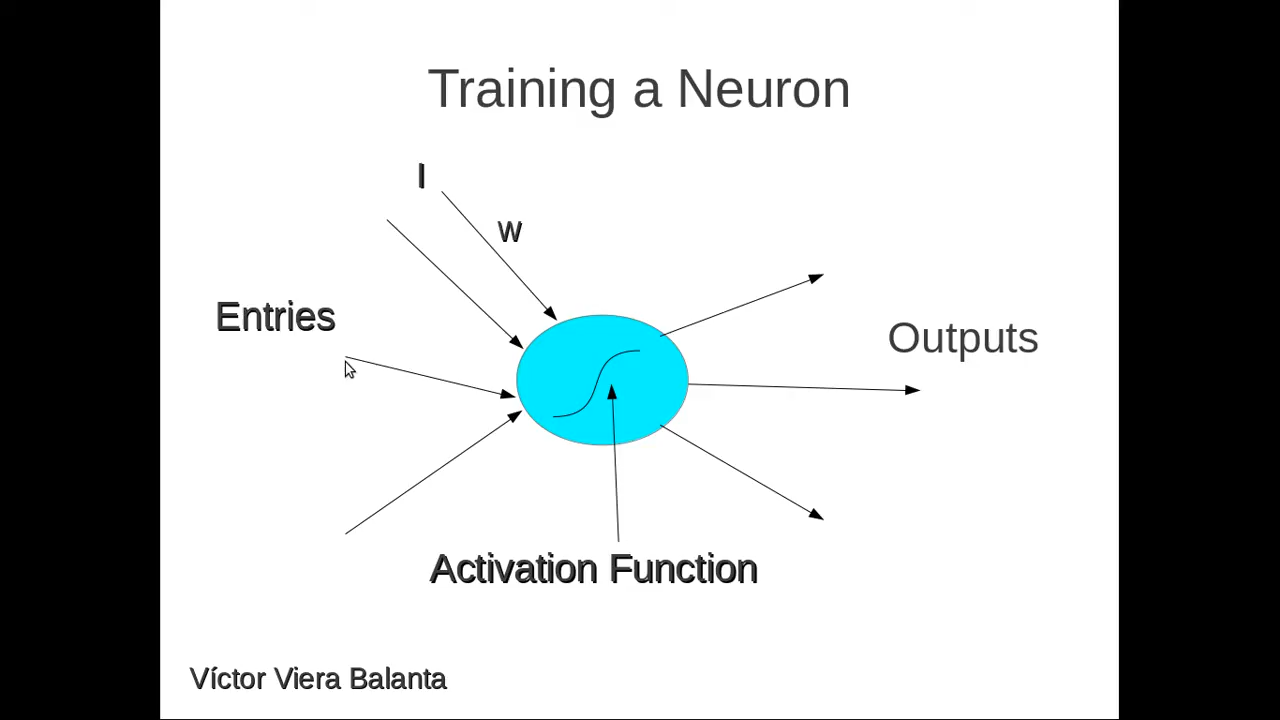 Training a Neuron
I
W
Entries
Outputs
Activation Function
Víctor Viera Balanta